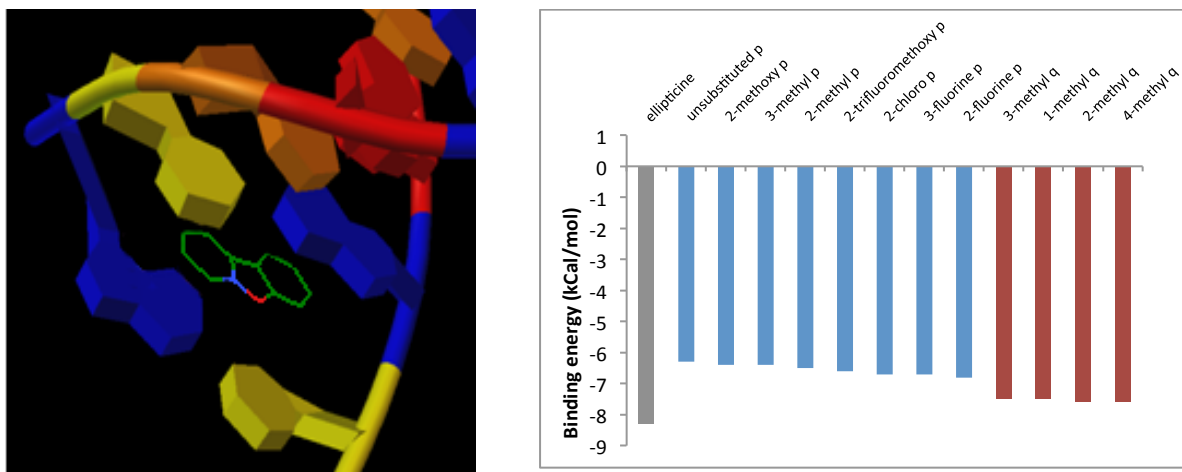 ellipticine
unsubstituted p
2-methoxy p
3-methyl p
2-methyl p
2-trifluromethoxy p
2-chloro p
3-fluorine p
2-fluorine p
3-methyl q
1-methyl q
2-methyl q
4-methyl q
Binding energy (kCal/mol)
1
0
-1
-2
-3
-4
-5
-6
-7
-8
-9